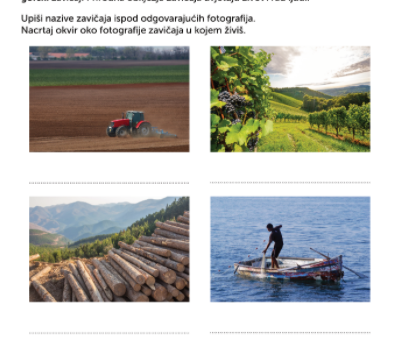 Upiši nazive zavičaja ispod odgovarajućih fotografija.
Nacrtaj okvir oko fotografije zavičaja u kojem živiš.